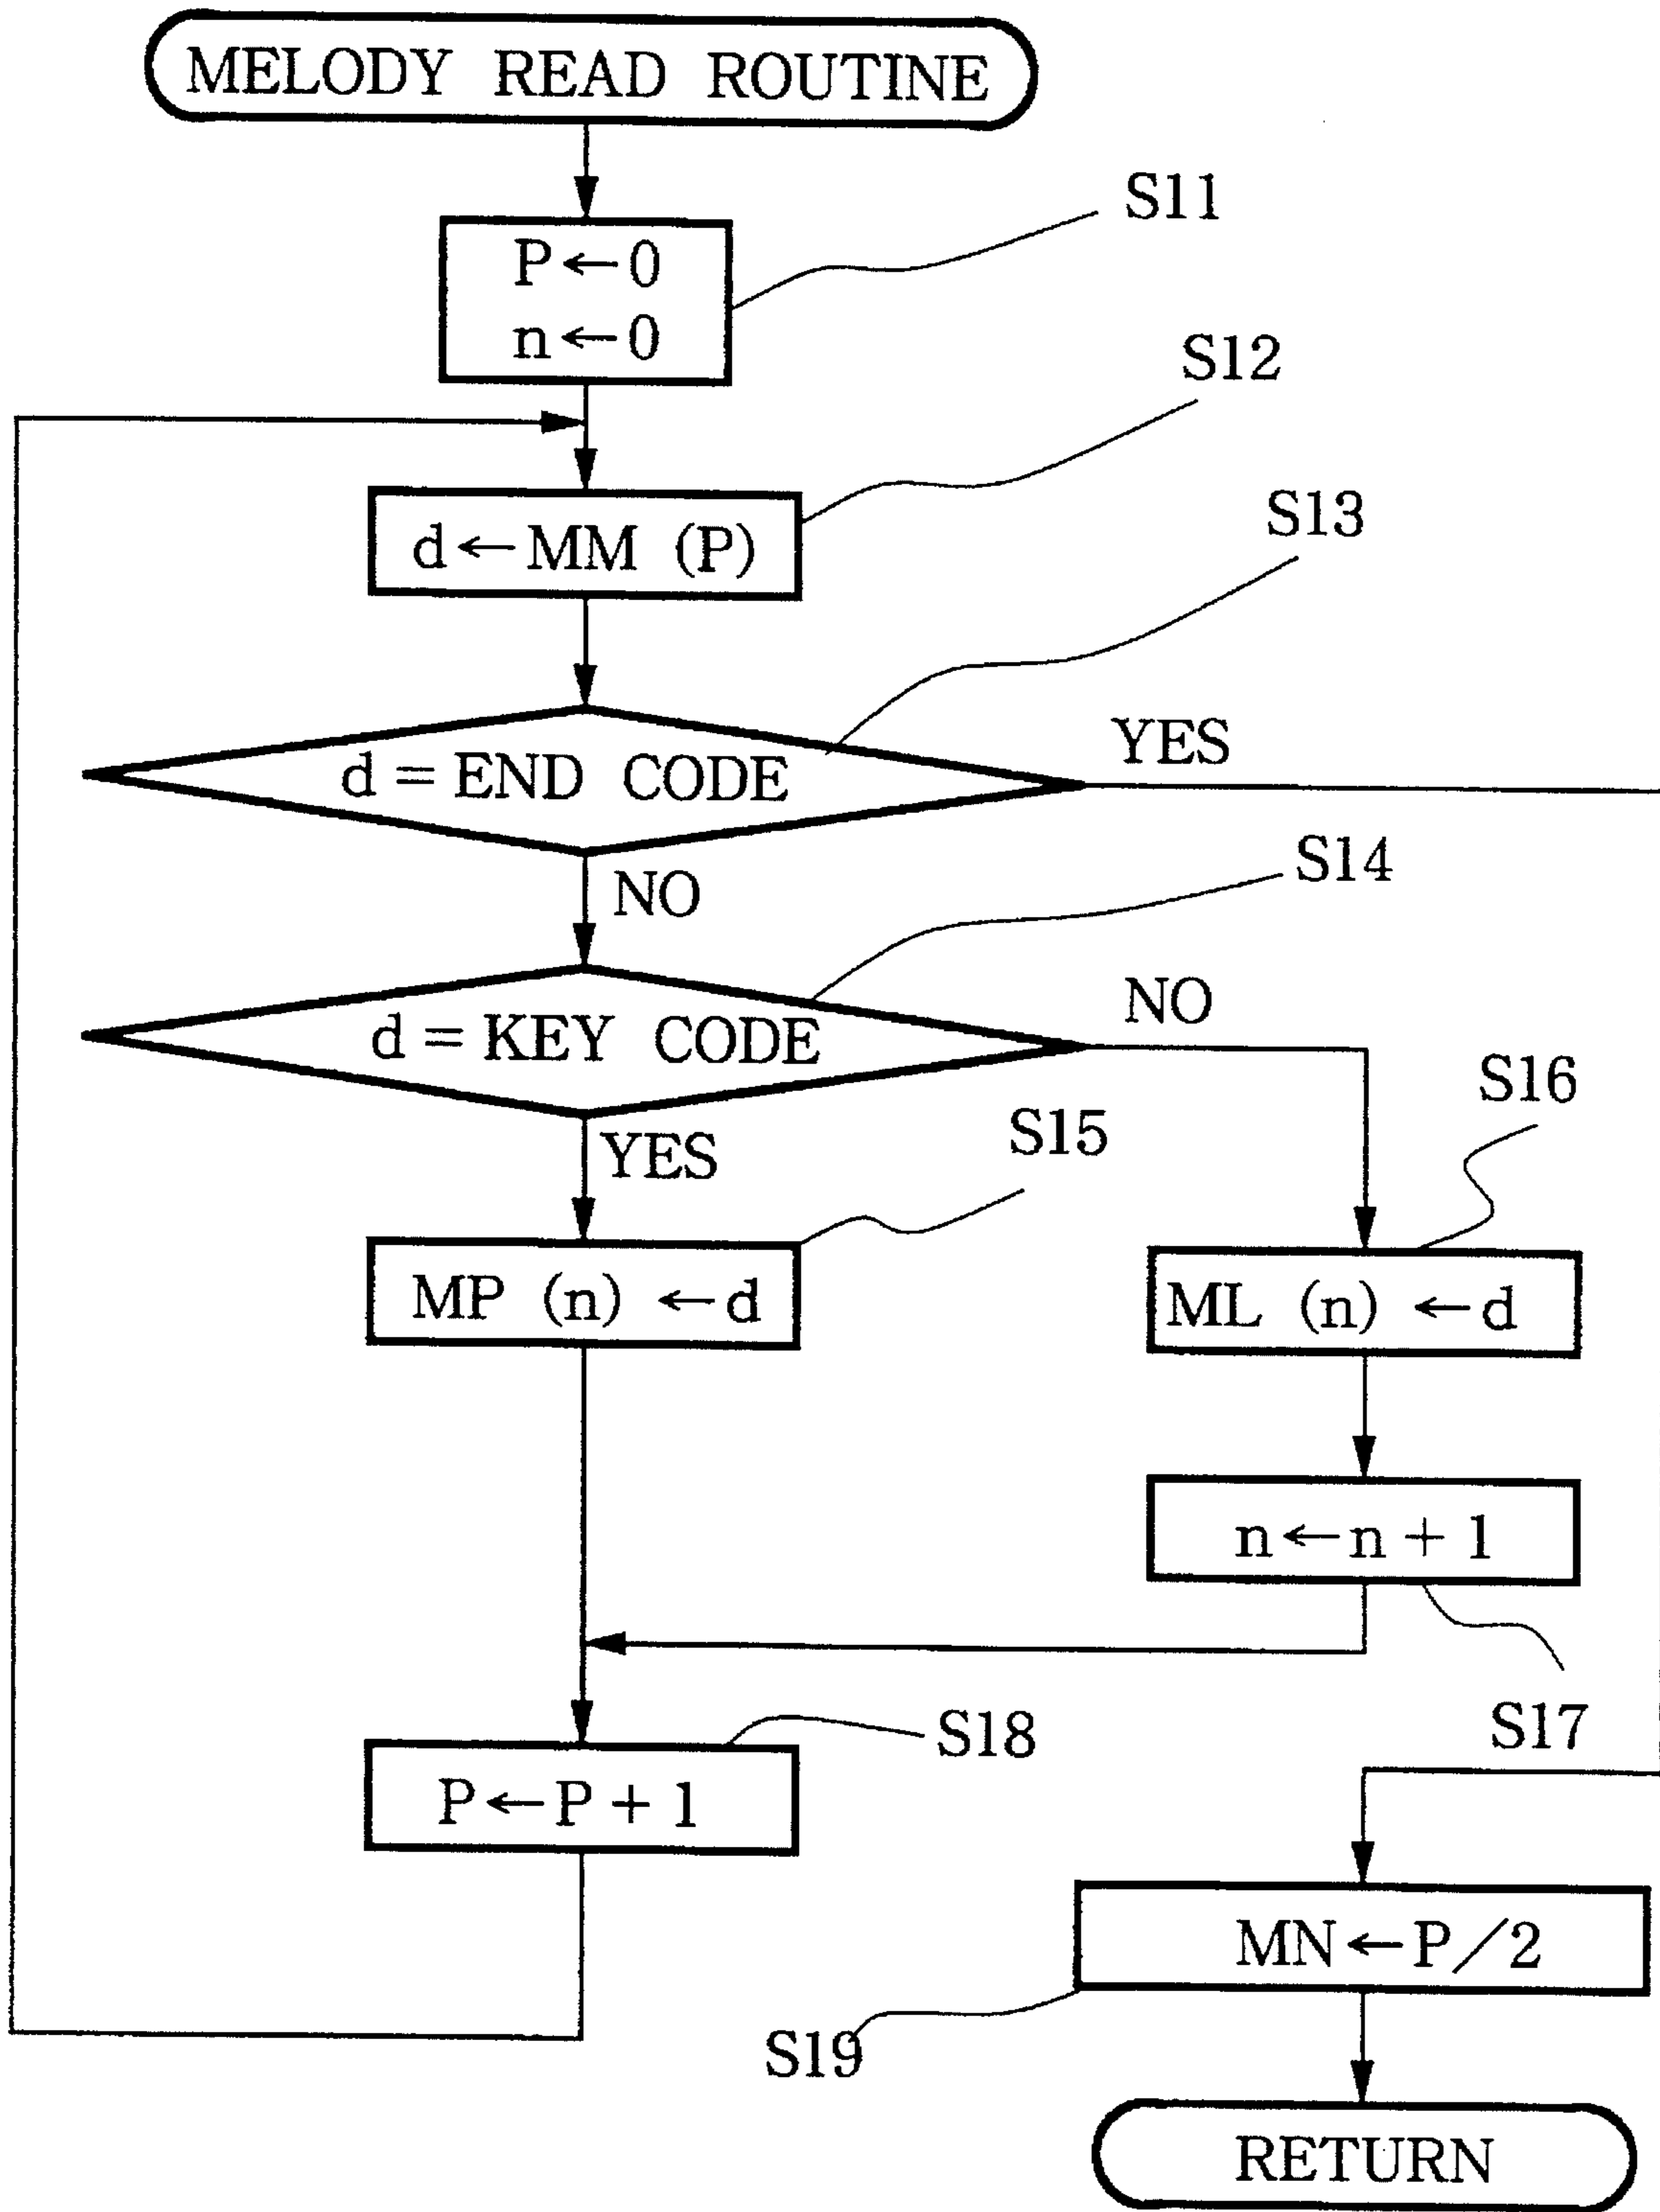 MELODY READ ROUTINE
S11
P←0
n←0
S12
d←MM (P)
S13
d = END CODE
YES
NO
S14
d = KEY CODE
NO
YES
S15
S16
MP (n) ←d
ML (n) ←d
n←n + 1
S17
S18
P←P + 1
MN←P/2
S19
RETURN